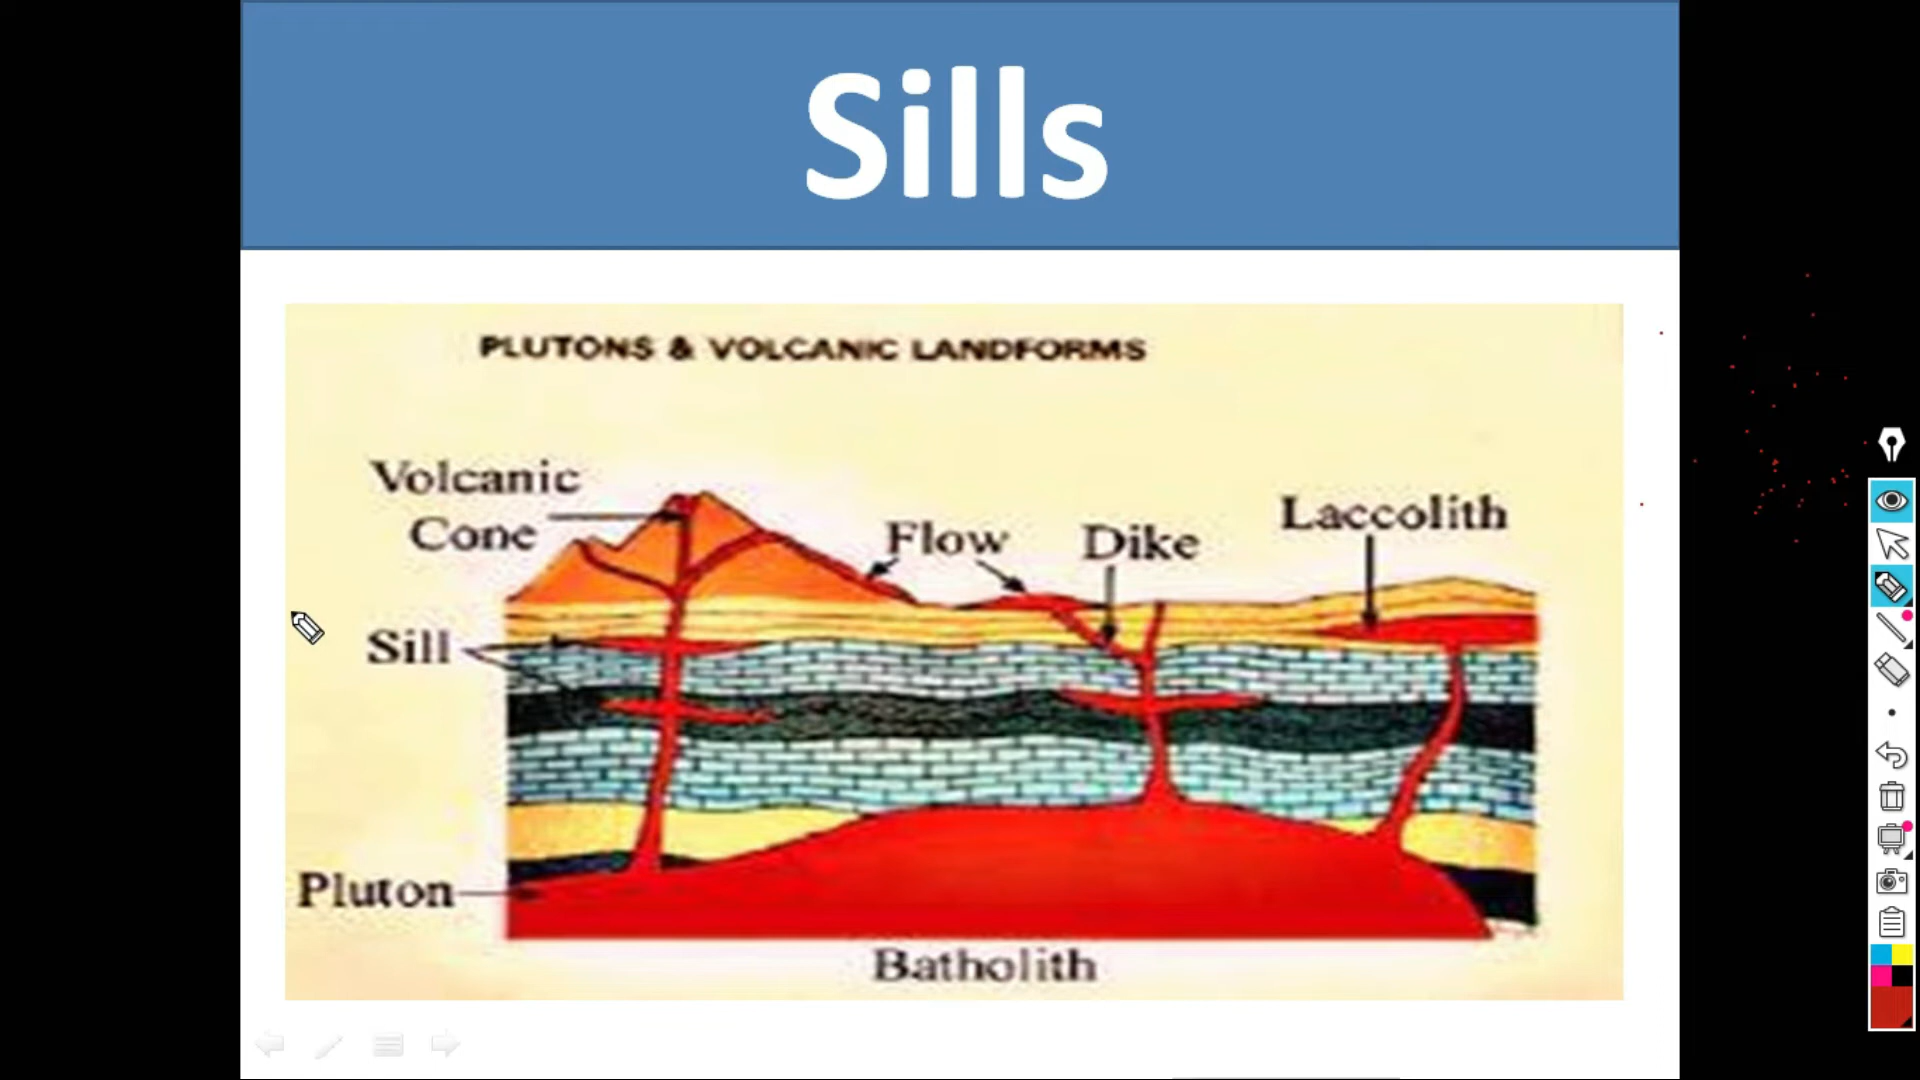 Sills
PLUTONS & VOLCANIC LANDFORMS
Volcanic
Cone
Flow
Dike
Laccolith
Sill
Pluton
Batholith